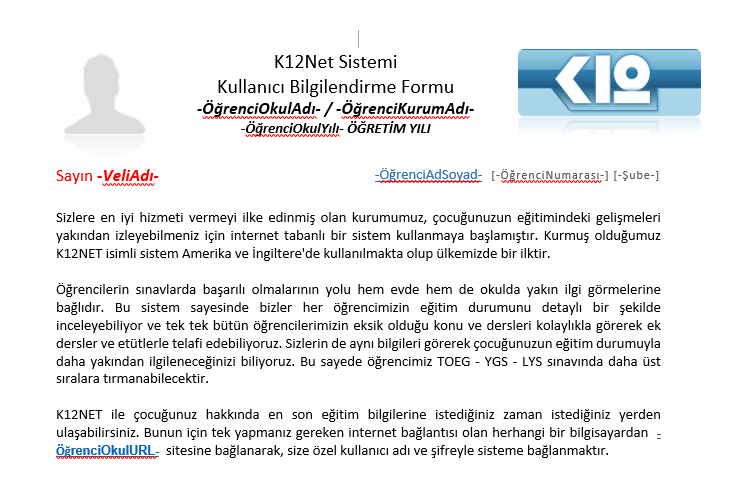 K12Net Sistemi
Kullanıcı Bilgilendirme Formu
-ÖğrenciOkulAdı- / -ÖğrenciKurumAdı-
-ÖğrenciOkulYılı- ÖĞRETİM YILI
K12
Sayın -VeliAdı-
-ÖğrenciAdSoyad- [-ÖğrenciNumarası-] [-Şube-]
Sizlere en iyi hizmeti vermeyi ilke edinmiş olan kurumumuz, çocuğunuzun eğitimindeki gelişmeleri
yakından izleyebilmeniz için internet tabanlı bir sistem kullanmaya başlamıştır. Kurmuş olduğumuz
K12NET isimli sistem Amerika ve İngiltere'de kullanılmakta olup ülkemizde bir ilktir.
Öğrencilerin sınavlarda başarılı olmalarının yolu hem evde hem de okulda yakın ilgi görmelerine
bağlıdır. Bu sistem sayesinde bizler her öğrencimizin eğitim durumunu detaylı bir şekilde
inceleyebiliyor ve tek tek bütün öğrencilerimizin eksik olduğu konu ve dersleri kolaylıkla görerek ek
dersler ve etütlerle telafi edebiliyoruz. Sizlerin de aynı bilgileri görerek çocuğunuzun eğitim durumuyla
daha yakından ilgileneceğinizi biliyoruz. Bu sayede öğrencimiz TOEG - YGS - LYS sınavında daha üst
sıralara tırmanabilecektir.
K12NET ile çocuğunuz hakkında en son eğitim bilgilerine istediğiniz zaman istediğiniz yerden
ulaşabilirsiniz. Bunun için tek yapmanız gereken internet bağlantısı olan herhangi bir bilgisayardan -
ÖğrenciOkulURL- sitesine bağlanarak, size özel kullanıcı adı ve şifreyle sisteme bağlanmaktır.